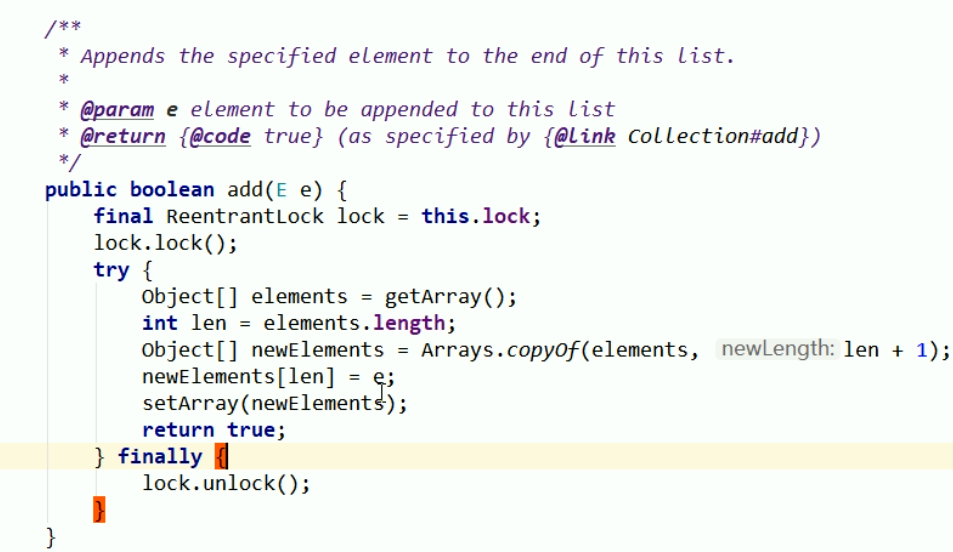 /**
 * Appends the specified element to the end of this list.
 *
 * @param e element to be appended to this list
 * @return {@code true} (as specified by {@link Collection#add})
 */
public boolean add(E e) {
    final ReentrantLock lock = this.lock;
    lock.lock();
    try {
        Object[] elements = getArray();
        int len = elements.length;
        Object[] newElements = Arrays.copyOf(elements, newLength: len + 1);
        newElements[len] = e;
        setArray(newElements);
        return true;
    } finally {
        lock.unlock();
    }
}